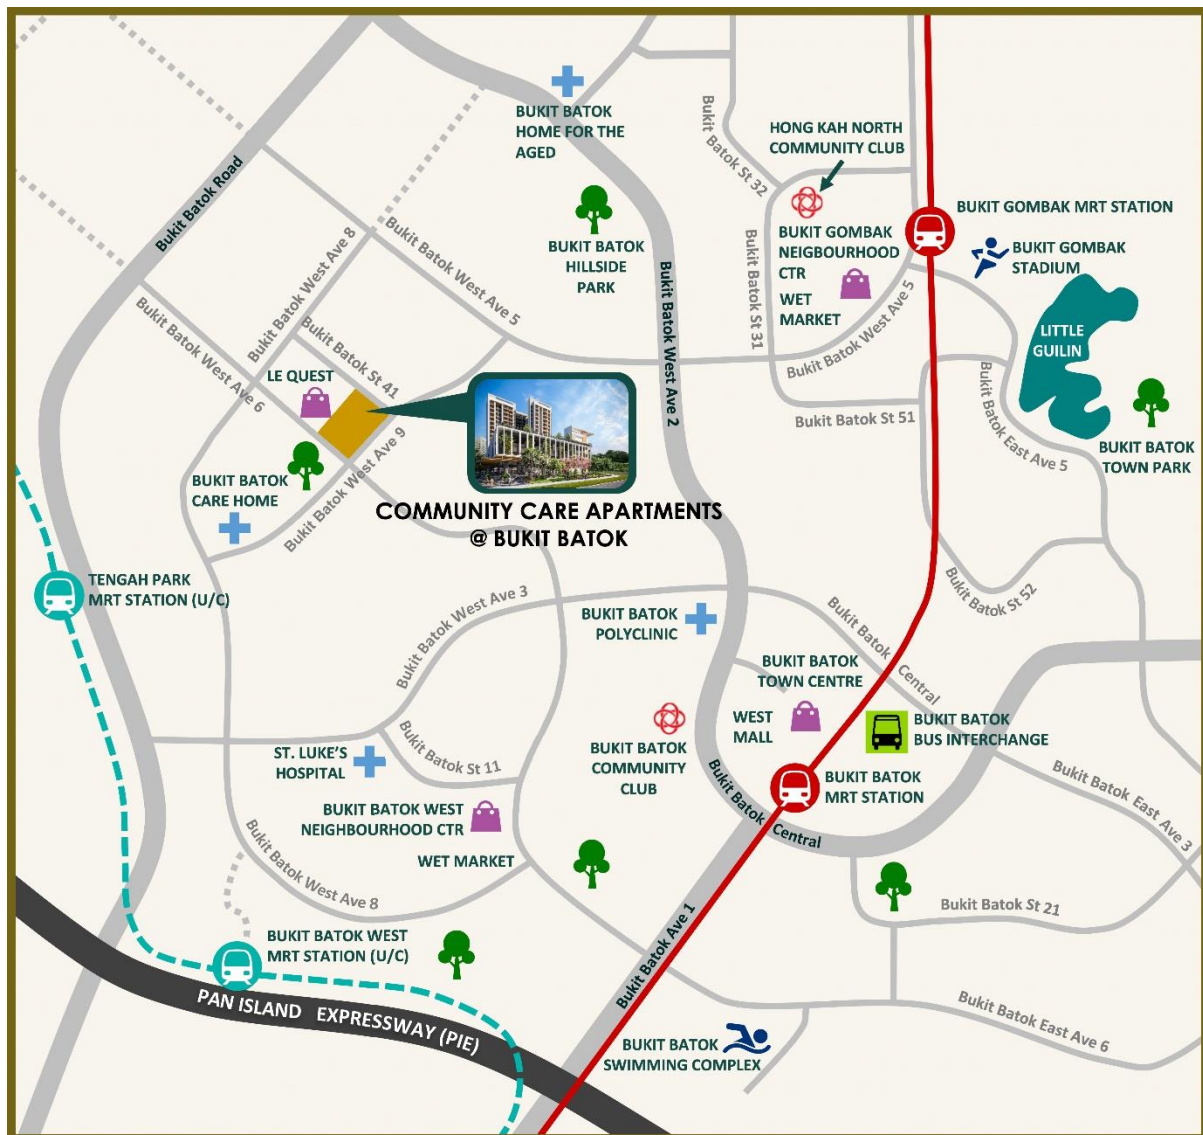 BUKIT BATOK
HOME FOR THE
AGED
HONG KAH NORTH
COMMUNITY CLUB
Bukit Batok St 32
Bukit Batok Road
BUKIT BATOK
HILLSIDE
PARK
BUKIT GOMBAK
NEIGBOURHOOD
CTR
WET
MARKET
BUKIT GOMBAK MRT STATION
BUKIT GOMBAK
STADIUM
Bukit Batok West Ave 8
Bukit Batok West Ave 5
Bukit Batok West Ave 2
Bukit Batok St 31
Bukit Batok West Ave 5
LITTLE
GUILIN
Bukit Batok West Ave 6
Bukit Batok St 41
LE QUEST
Bukit Batok St 51
Bukit Batok East Ave 5
BUKIT BATOK
TOWN PARK
BUKIT BATOK
CARE HOME
Bukit Batok West Ave 9
COMMUNITY CARE APARTMENTS
@ BUKIT BATOK
TENGAH PARK
MRT STATION (U/C)
Bukit Batok West Ave 3
BUKIT BATOK
POLYCLINIC
Bukit Batok St 52
BUKIT BATOK
TOWN CENTRE
Bukit Batok Central
WEST
MALL
BUKIT BATOK
BUS INTERCHANGE
ST. LUKE'S
HOSPITAL
Bukit Batok St 11
BUKIT BATOK
COMMUNITY
CLUB
BUKIT BATOK
MRT STATION
Bukit Batok Central
Bukit Batok East Ave 3
BUKIT BATOK WEST
NEIGHBOURHOOD CTR
WET MARKET
Bukit Batok West Ave 8
Bukit Batok St 21
BUKIT BATOK WEST
MRT STATION (U/C)
Bukit Batok Ave 1
PAN ISLAND EXPRESSWAY (PIE)
BUKIT BATOK
SWIMMING COMPLEX
Bukit Batok East Ave 6